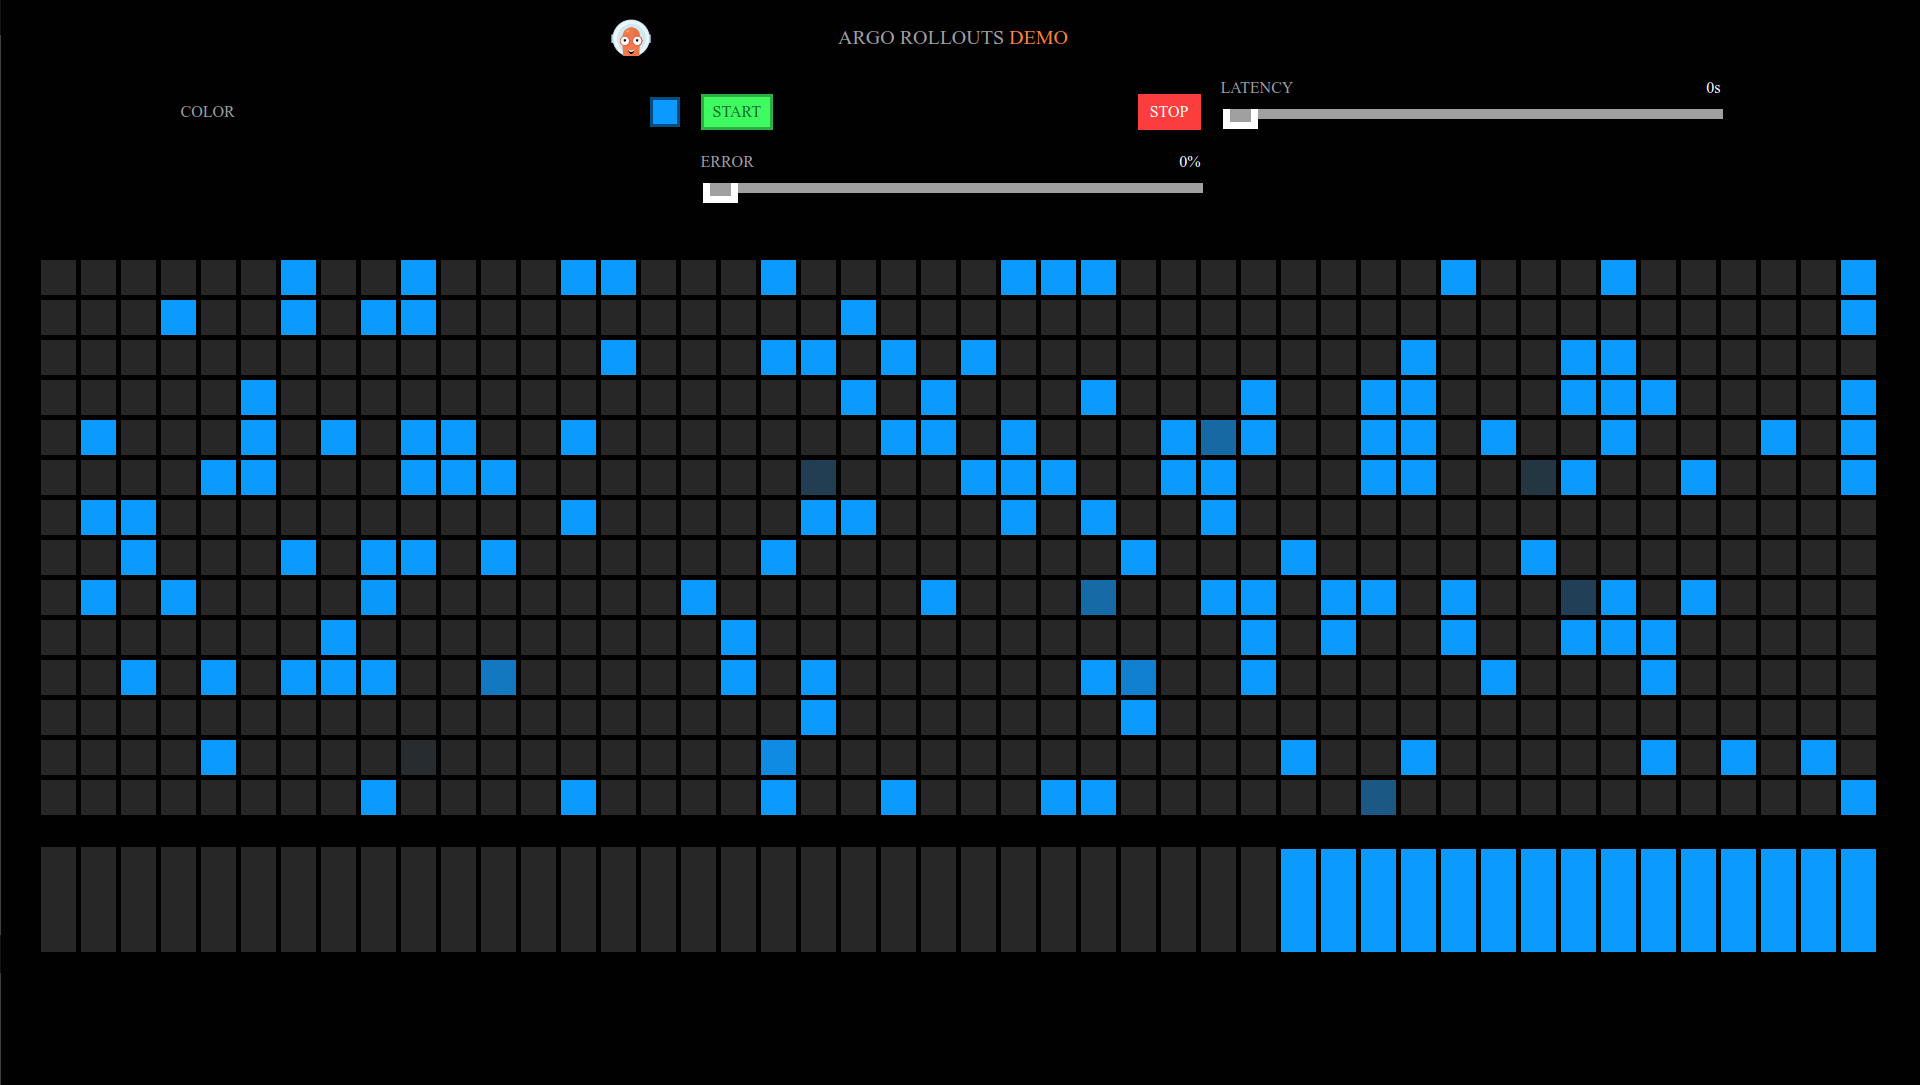 ARGO ROLLOUTS DEMO
COLOR
START
STOP
LATENCY 0s
ERROR 0%